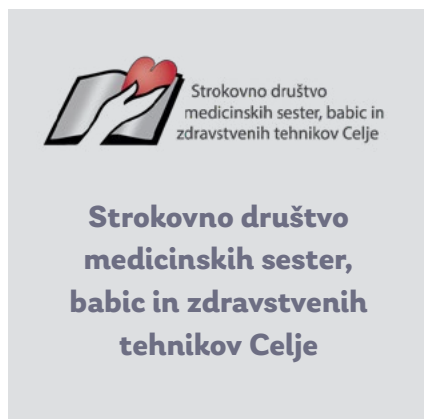 Strokovno društvo
medicinskih sester, babic in
zdravstvenih tehnikov Celje
Strokovno društvo
medicinskih sester,
babic in zdravstvenih
tehnikov Celje